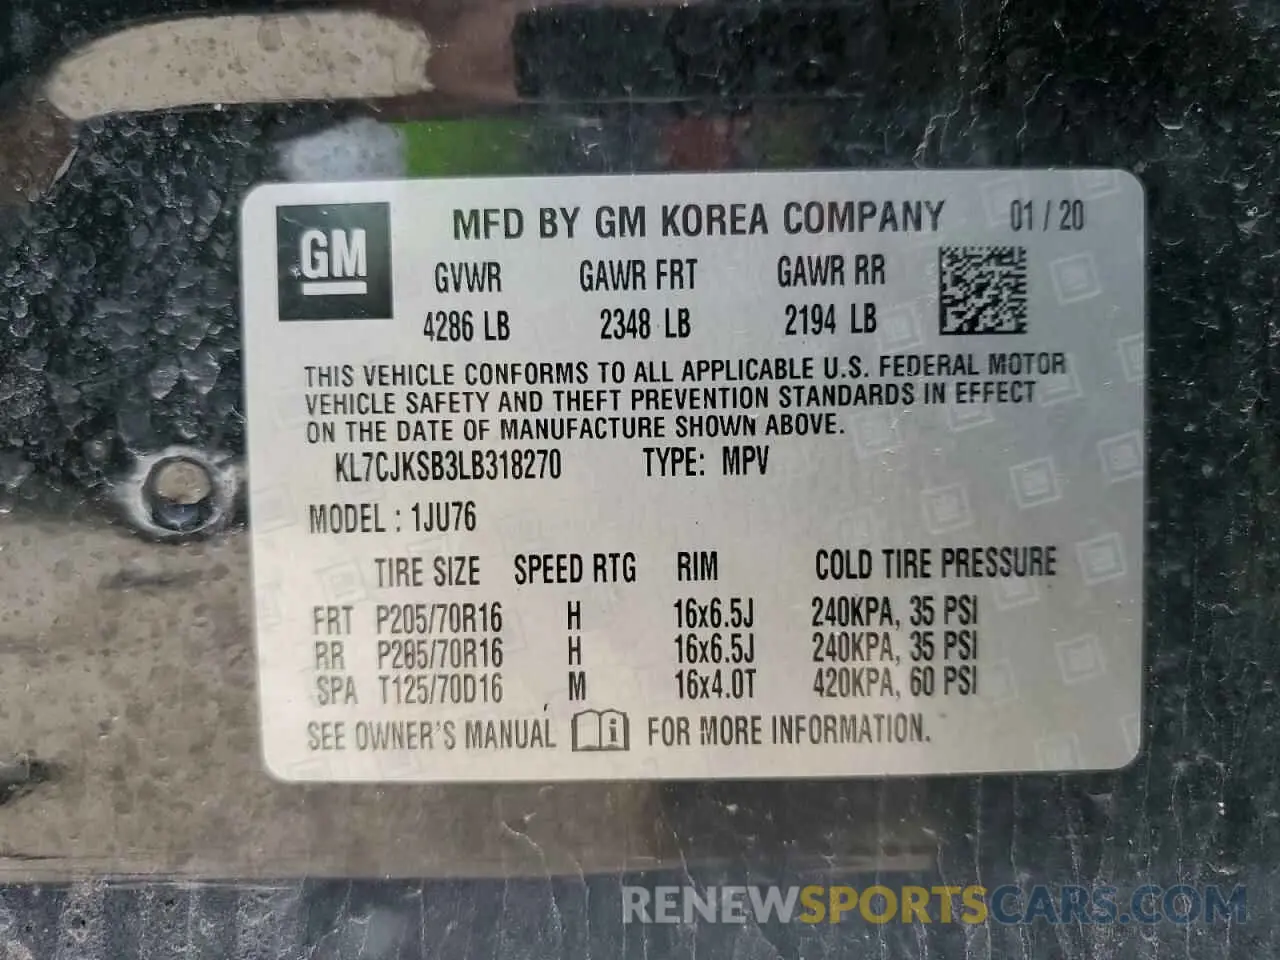 GM
MFD BY GM KOREA COMPANY 01 / 20
GVWR GAWR FRT GAWR RR
4286 LB 2348 LB 2194 LB
THIS VEHICLE CONFORMS TO ALL APPLICABLE U.S. FEDERAL MOTOR
VEHICLE SAFETY AND THEFT PREVENTION STANDARDS IN EFFECT
ON THE DATE OF MANUFACTURE SHOWN ABOVE.
KL7CJKSB3LB318270 TYPE: MPV
MODEL : 1JU76
TIRE SIZE SPEED RTG RIM COLD TIRE PRESSURE
FRT P205/70R16 H 16x6.5J 240KPA, 35 PSI
RR P205/70R16 H 16x6.5J 240KPA, 35 PSI
SPA T125/70D16 M 16x4.0T 420KPA, 60 PSI
SEE OWNER'S MANUAL i FOR MORE INFORMATION.
RENEWSPORTSCARS.COM